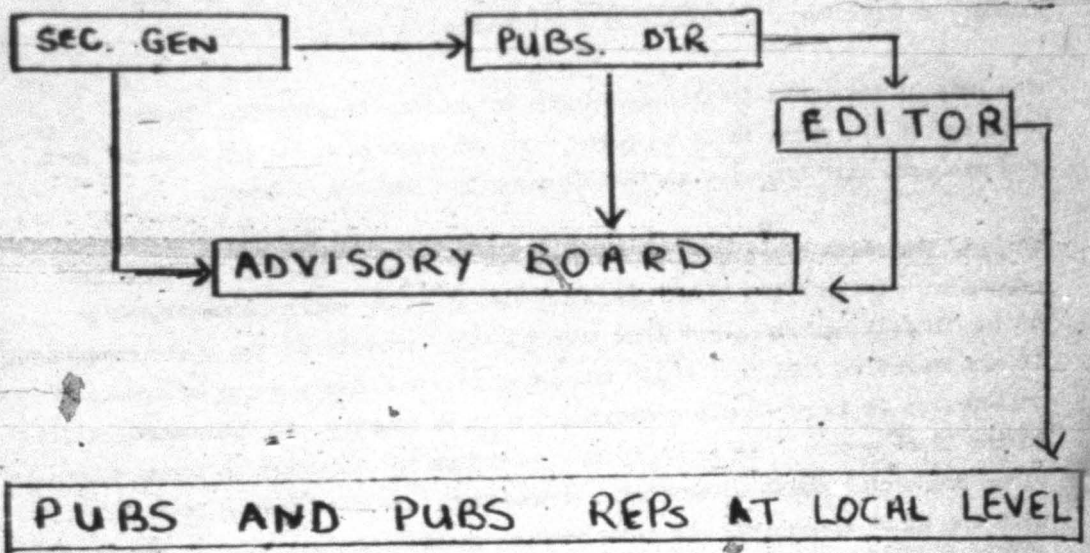 SEC. GEN
PUBS. DIR
EDITOR
ADVISORY BOARD
PUBS AND PUBS REPs AT LOCAL LEVEL